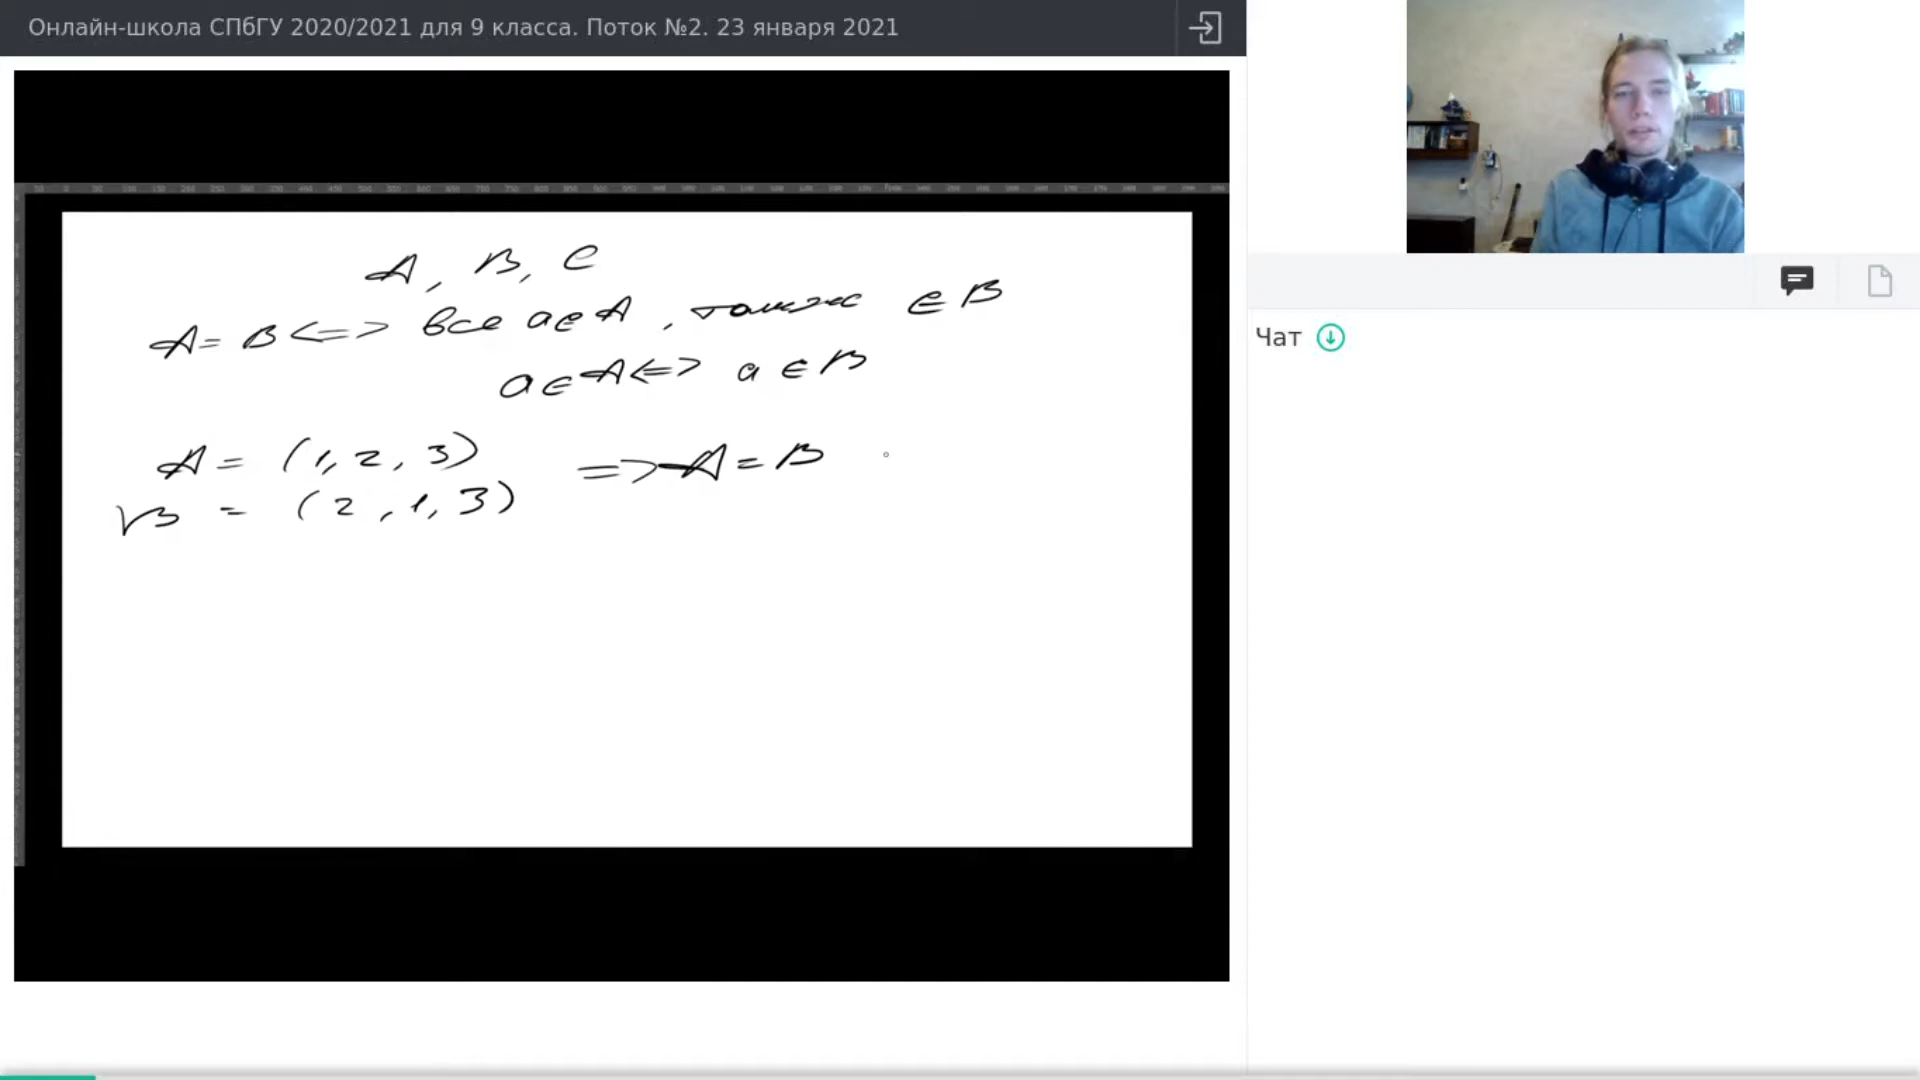 Онлайн-школа СПбГУ 2020/2021 для 9 класса. Поток №2. 23 января 2021
Чат
A, B, C
A = B <=> все a∈A, также ∈ B
a∈A <=> a ∈ B
A = (1, 2, 3) => A = B
B = (2, 1, 3)